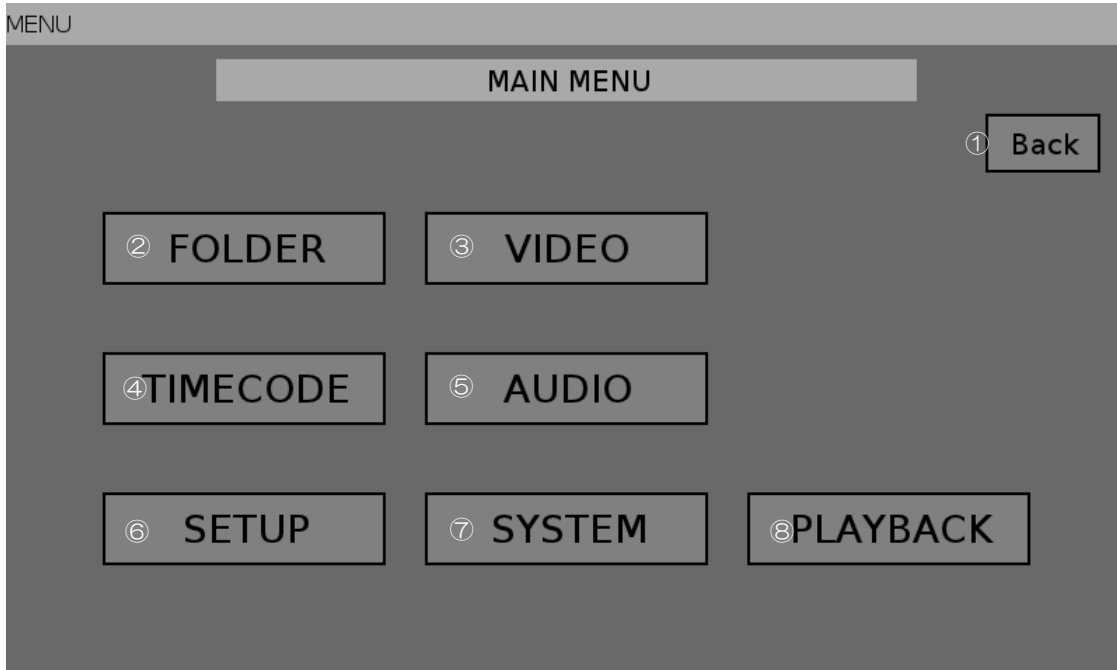 MENU
MAIN MENU
① Back
② FOLDER
③ VIDEO
④TIMECODE
⑤ AUDIO
⑥ SETUP
⑦ SYSTEM
⑧PLAYBACK